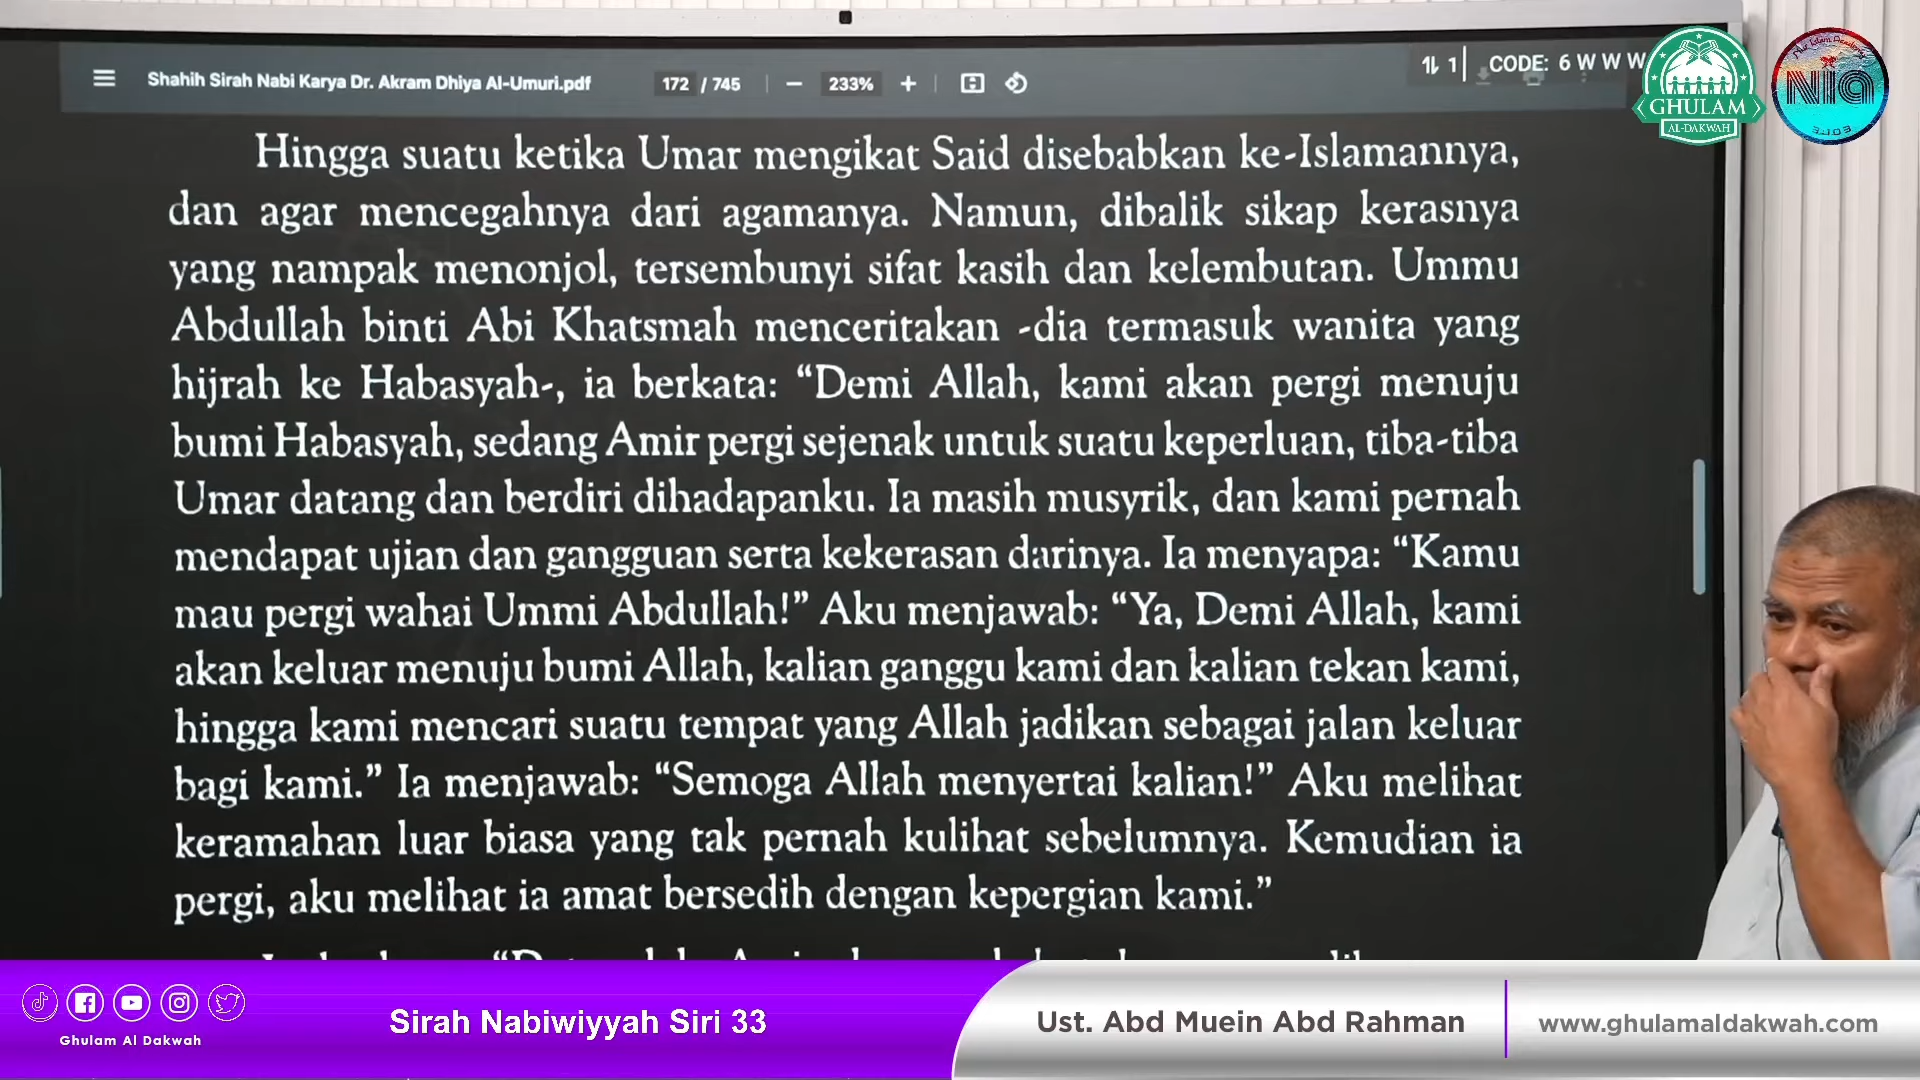 Shahih Sirah Nabi Karya Dr. Akram Dhiya Al-Umuri.pdf
172 / 745
233%
1
CODE: 6 W W W
GHULAM
AL-DAKWAH
NIA
Hingga suatu ketika Umar mengikat Said disebabkan ke-Islamannya,
dan agar mencegahnya dari agamanya. Namun, dibalik sikap kerasnya
yang nampak menonjol, tersembunyi sifat kasih dan kelembutan. Ummu
Abdullah binti Abi Khatsmah menceritakan -dia termasuk wanita yang
hijrah ke Habasyah-, ia berkata: “Demi Allah, kami akan pergi menuju
bumi Habasyah, sedang Amir pergi sejenak untuk suatu keperluan, tiba-tiba
Umar datang dan berdiri dihadapanku. Ia masih musyrik, dan kami pernah
mendapat ujian dan gangguan serta kekerasan darinya. Ia menyapa: “Kamu
mau pergi wahai Ummi Abdullah!” Aku menjawab: “Ya, Demi Allah, kami
akan keluar menuju bumi Allah, kalian ganggu kami dan kalian tekan kami,
hingga kami mencari suatu tempat yang Allah jadikan sebagai jalan keluar
bagi kami.” Ia menjawab: “Semoga Allah menyertai kalian!” Aku melihat
keramahan luar biasa yang tak pernah kulihat sebelumnya. Kemudian ia
pergi, aku melihat ia amat bersedih dengan kepergian kami.”
Ghulam Al Dakwah
Sirah Nabiwiyyah Siri 33
Ust. Abd Muein Abd Rahman
www.ghulamaldakwah.com